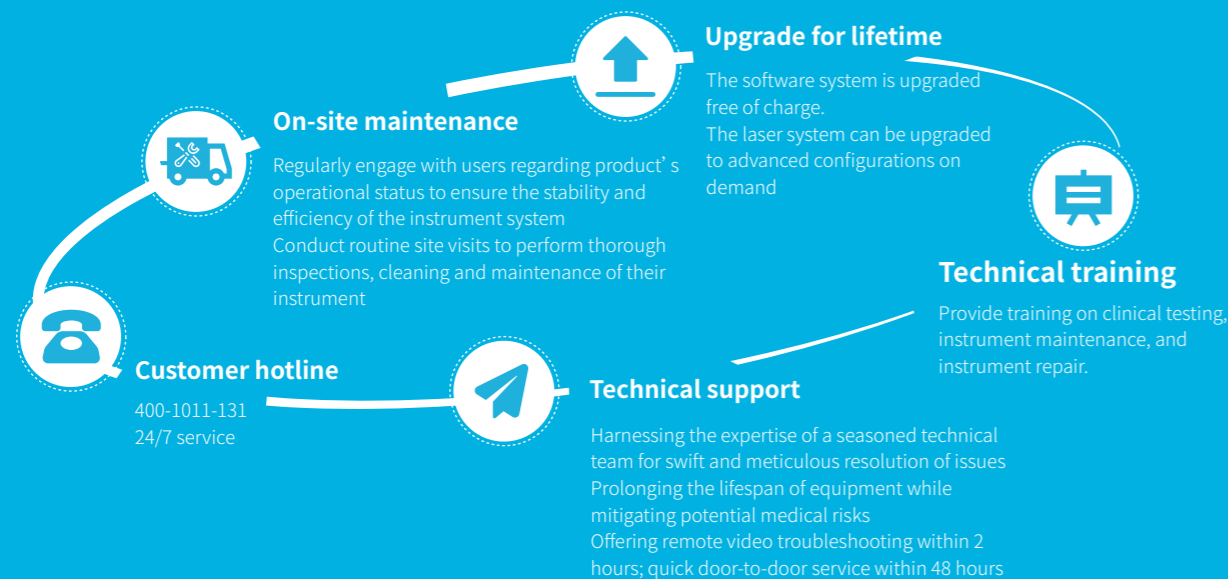 Upgrade for lifetime
The software system is upgraded
free of charge.
The laser system can be upgraded
to advanced configurations on
demand
On-site maintenance
Regularly engage with users regarding product’s
operational status to ensure the stability and
efficiency of the instrument system
Conduct routine site visits to perform thorough
inspections, cleaning and maintenance of their
instrument
Technical training
Provide training on clinical testing,
instrument maintenance, and
instrument repair.
Customer hotline
400-1011-131
24/7 service
Technical support
Harnessing the expertise of a seasoned technical
team for swift and meticulous resolution of issues
Prolonging the lifespan of equipment while
mitigating potential medical risks
Offering remote video troubleshooting within 2
hours; quick door-to-door service within 48 hours